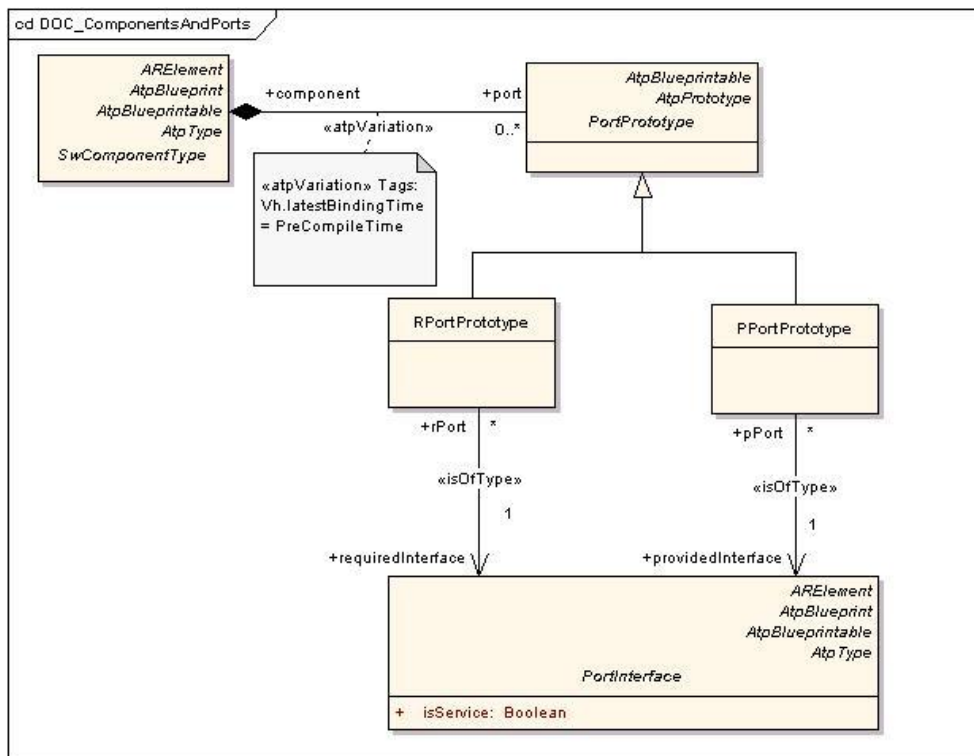 cd DOC_ComponentsAndPorts
ARElement
AtpBlueprint
AtpBlueprintable
AtpType
SwComponentType
+component
+port
«atpVariation»
0..*
AtpBlueprintable
AtpPrototype
PortPrototype
«atpVariation» Tags:
Vh.latestBindingTime
= PreCompileTime
RPortPrototype
PPortPrototype
+rPort
*
+pPort
*
«isOfType»
«isOfType»
1
1
+requiredInterface
+providedInterface
ARElement
AtpBlueprint
AtpBlueprintable
AtpType
PortInterface
+ isService: Boolean